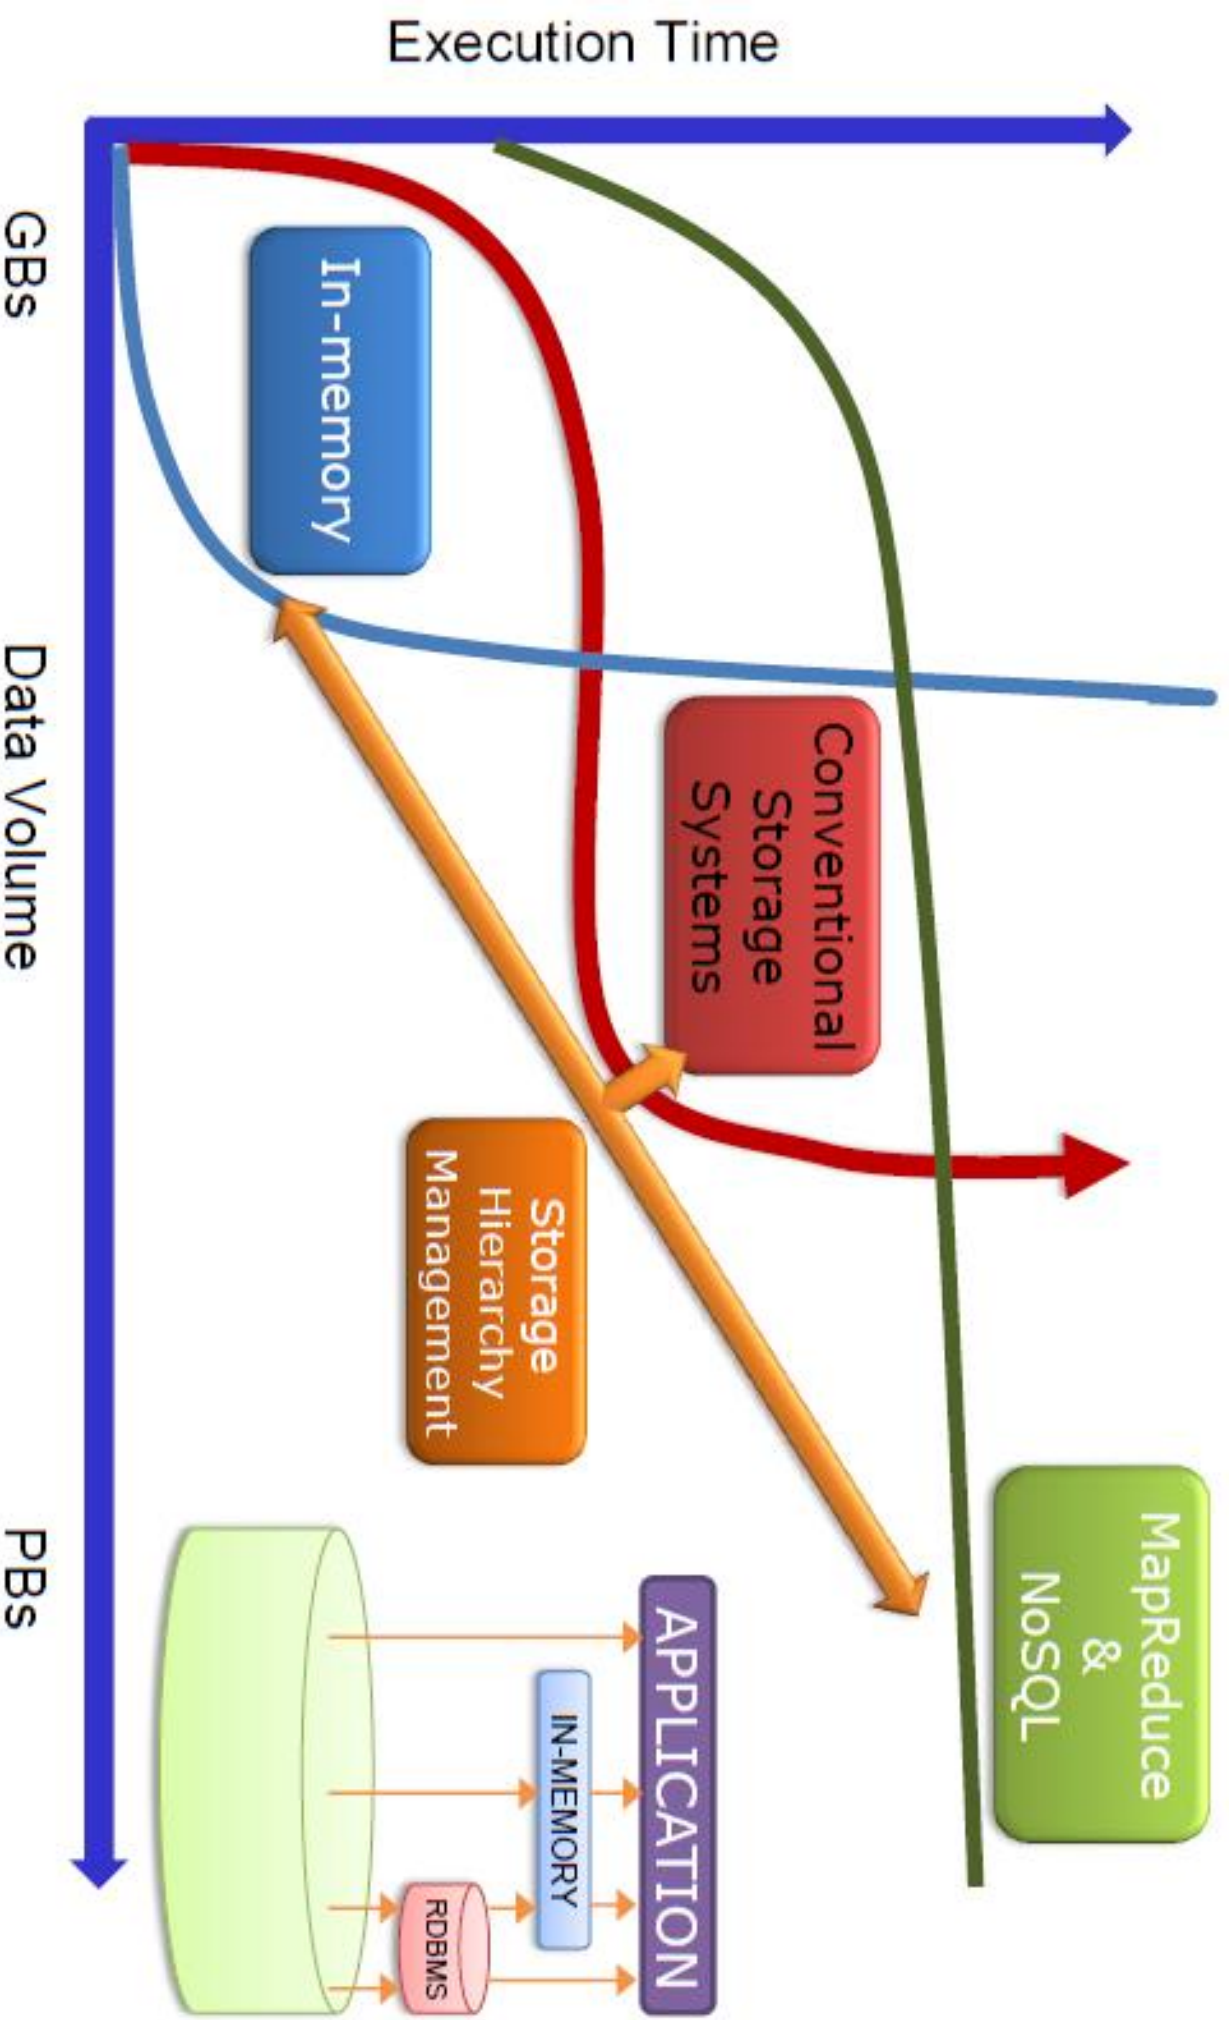 Execution Time
In-memory
Conventional
Storage
Systems
MapReduce
&
NoSQL
Storage
Hierarchy
Management
APPLICATION
IN-MEMORY
RDBMS
GBs
Data Volume
PBs